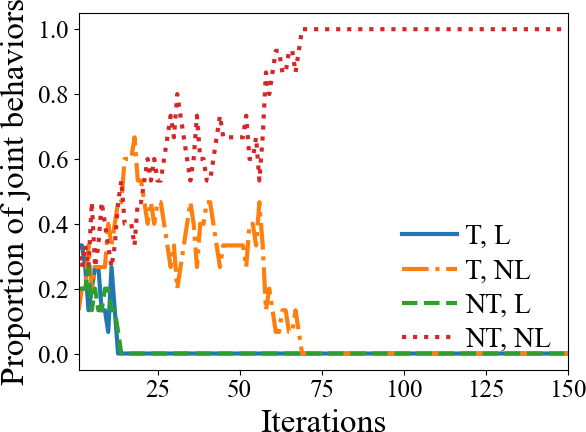 Proportion of joint behaviors
1.0
0.8
0.6
0.4
0.2
0.0
T, L
T, NL
NT, L
NT, NL
25
50
75
100
125
150
Iterations